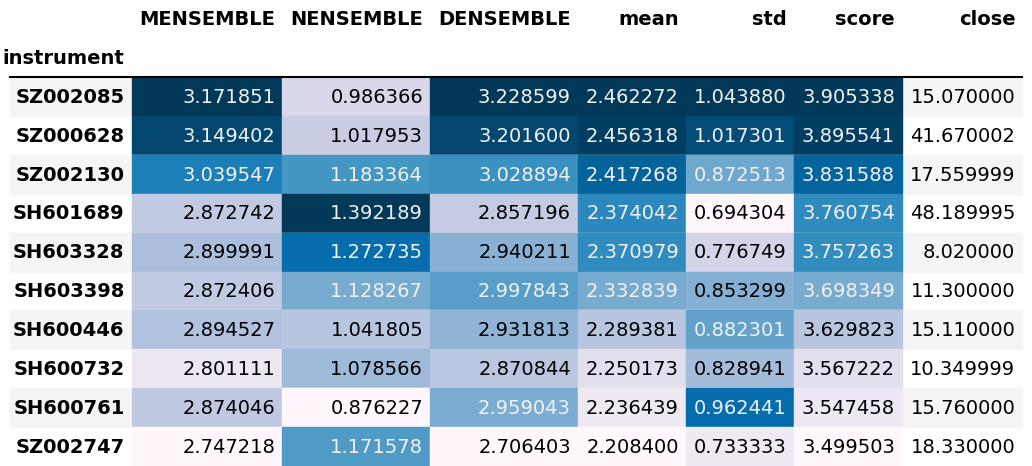 MENSEMBLE NENSEMBLE DENSEMBLE mean std score close
instrument
SZ002085 3.171851 0.986366 3.228599 2.462272 1.043880 3.905338 15.070000
SZ000628 3.149402 1.017953 3.201600 2.456318 1.017301 3.895541 41.670002
SZ002130 3.039547 1.183364 3.028894 2.417268 0.872513 3.831588 17.559999
SH601689 2.872742 1.392189 2.857196 2.374042 0.694304 3.760754 48.189995
SH603328 2.899991 1.272735 2.940211 2.370979 0.776749 3.757263 8.020000
SH603398 2.872406 1.128267 2.997843 2.332839 0.853299 3.698349 11.300000
SH600446 2.894527 1.041805 2.931813 2.289381 0.882301 3.629823 15.110000
SH600732 2.801111 1.078566 2.870844 2.250173 0.828941 3.567222 10.349999
SH600761 2.874046 0.876227 2.959043 2.236439 0.962441 3.547458 15.760000
SZ002747 2.747218 1.171578 2.706403 2.208400 0.733333 3.499503 18.330000